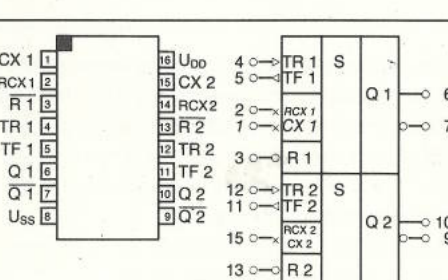 CX 1 1 16 U_DD
RCX1 2 15 CX 2
R̅ 1̅ 3 14 RCX2
TR 1 4 13 R̅ 2̅
TF 1 5 12 TR 2
Q 1 6 11 TF 2
Q̅1̅ 7 10 Q 2
U_SS 8 9 Q̅ 2̅
4 TR 1 S
5 TF 1
Q 1 6
2 RCX 1
1 CX 1 7
3 R 1
12 TR 2 S
11 TF 2
Q 2 10
RCX 2
15 CX 2 9
13 R 2